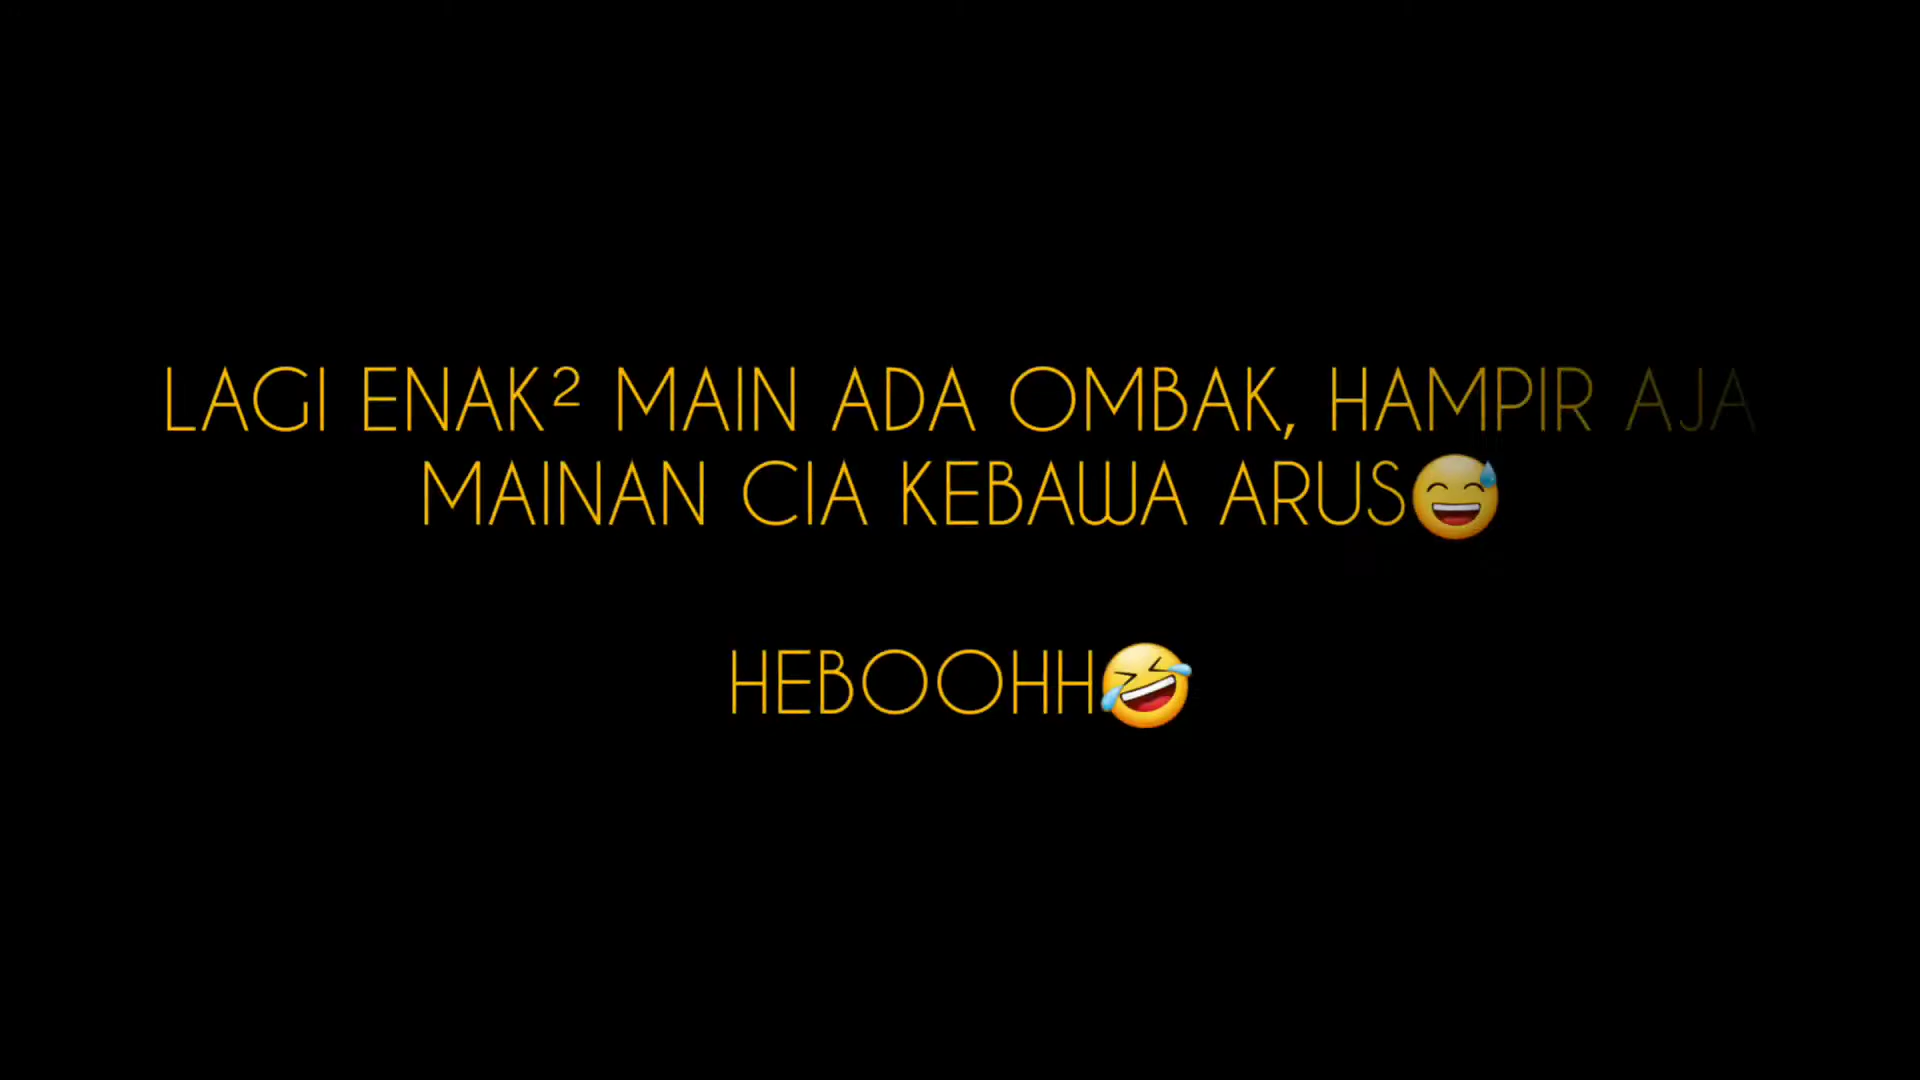 LAGI ENAK² MAIN ADA OMBAK, HAMPIR AJA
MAINAN CIA KEBAWA ARUS😅
HEBOOHH🤣